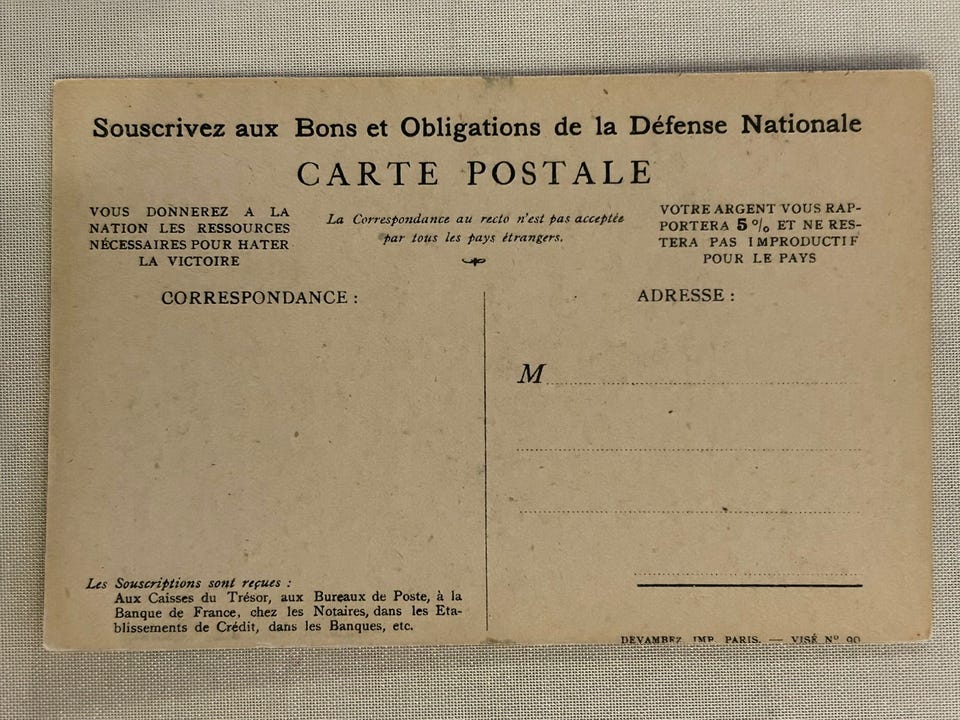 Souscrivez aux Bons et Obligations de la Défense Nationale
CARTE POSTALE
VOUS DONNEREZ A LA
NATION LES RESSOURCES
NÉCESSAIRES POUR HATER
LA VICTOIRE
La Correspondance au recto n'est pas acceptée
par tous les pays étrangers.
VOTRE ARGENT VOUS RAP-
PORTERA 5 % ET NE RES-
TERA PAS IMPRODUCTIF
POUR LE PAYS
CORRESPONDANCE :
ADRESSE :
M
Les Souscriptions sont reçues :
Aux Caisses du Trésor, aux Bureaux de Poste, à la
Banque de France, chez les Notaires, dans les Eta-
blissements de Crédit, dans les Banques, etc.
DEVAMBEZ IMP. PARIS. — VISÉ Nº 90